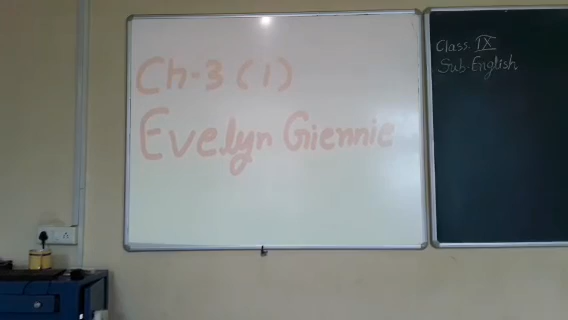 Ch-3 (1)
Evelyn Giennie
Class. IX
Sub-English